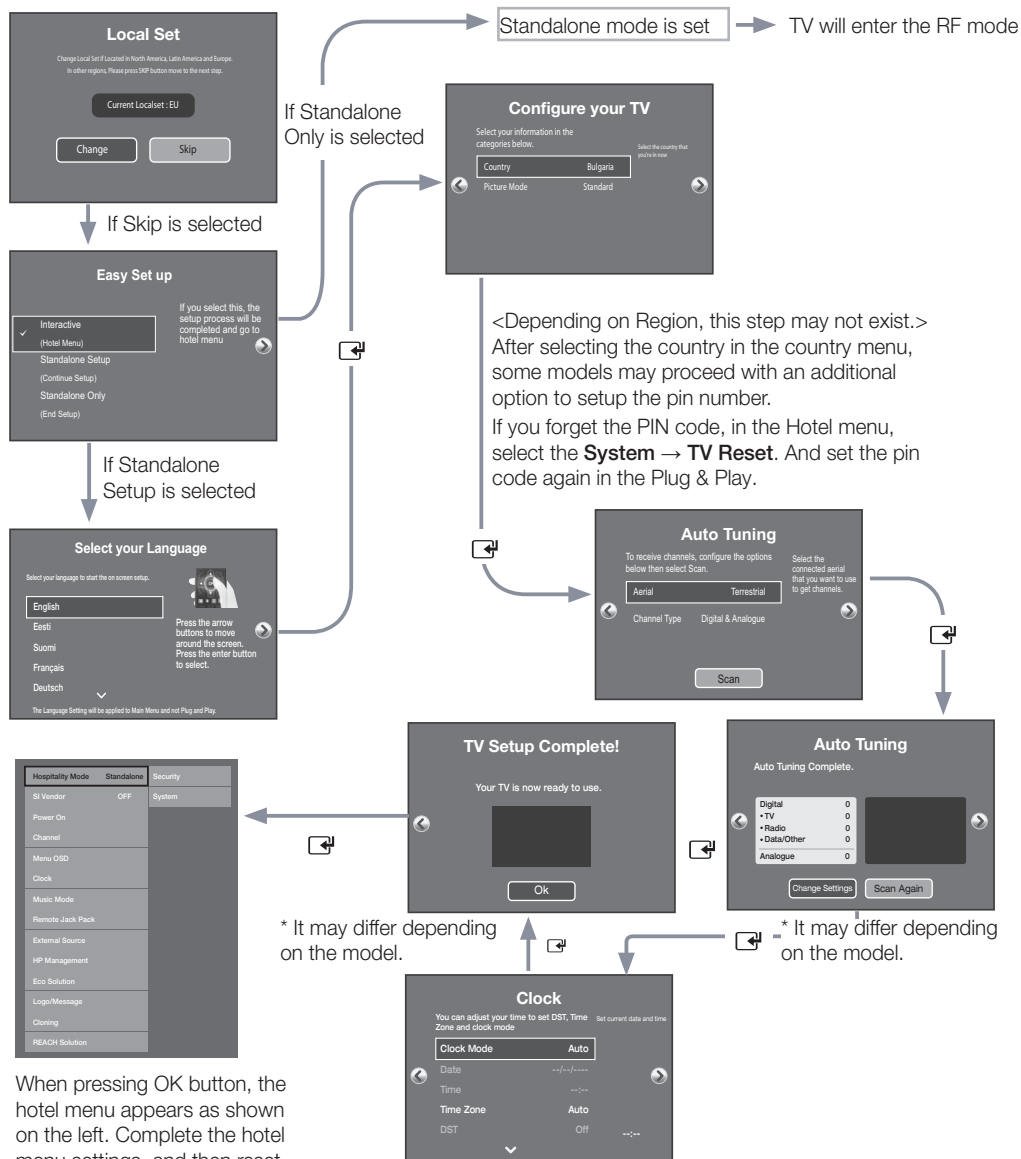 Local Set
Change Local Set if Located in North America, Latin America and Europe.
In other regions, Please press SKIP button move to the next step.
Current Localset : EU
Change Skip
If Skip is selected
Standalone mode is set
TV will enter the RF mode
If Standalone
Only is selected
Configure your TV
Select your information in the
categories below.
Select the country that
you're in now
Country Bulgaria
Picture Mode Standard
Easy Set up
Interactive
(Hotel Menu)
Standalone Setup
(Continue Setup)
Standalone Only
(End Setup)
If you select this, the
setup process will be
completed and go to
hotel menu
If Standalone
Setup is selected
<Depending on Region, this step may not exist.>
After selecting the country in the country menu,
some models may proceed with an additional
option to setup the pin number.
If you forget the PIN code, in the Hotel menu,
select the System → TV Reset. And set the pin
code again in the Plug & Play.
Select your Language
Select your language to start the on screen setup.
English
Eesti
Suomi
Français
Deutsch
Press the arrow
buttons to move
around the screen.
Press the enter button
to select.
The Language Setting will be applied to Main Menu and not Plug and Play.
Auto Tuning
To receive channels, configure the options
below then select Scan.
Select the
connected aerial
that you want to use
to get channels.
Aerial Terrestrial
Channel Type Digital & Analogue
Scan
Auto Tuning
Auto Tuning Complete.
Digital 0
• TV 0
• Radio 0
• Data/Other 0
Analogue 0
Change Settings Scan Again
* It may differ depending
on the model.
TV Setup Complete!
Your TV is now ready to use.
Ok
* It may differ depending
on the model.
Clock
You can adjust your time to set DST, Time
Zone and clock mode
Set current date and time
Clock Mode Auto
Date --/--/----
Time --:--
Time Zone Auto
DST Off
--:--
Hospitality Mode Standalone Security
SI Vendor OFF System
Power On
Channel
Menu OSD
Clock
Music Mode
Remote Jack Pack
External Source
HP Management
Eco Solution
Logo/Message
Cloning
REACH Solution
When pressing OK button, the
hotel menu appears as shown
on the left. Complete the hotel
menu settings, and then reset